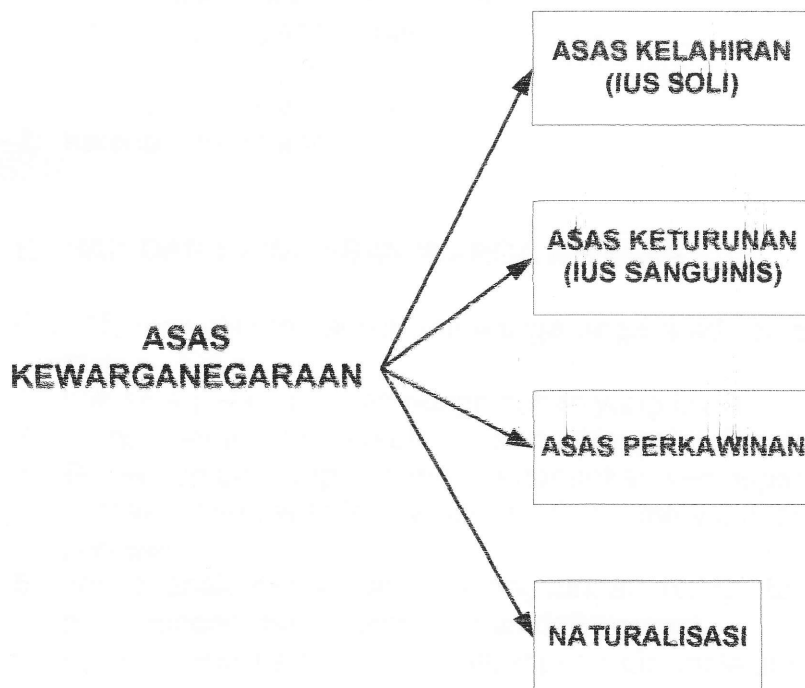 ASAS KELAHIRAN
(IUS SOLI)
ASAS KETURUNAN
(IUS SANGUINIS)
ASAS
KEWARGANEGARAAN
ASAS PERKAWINAN
NATURALISASI